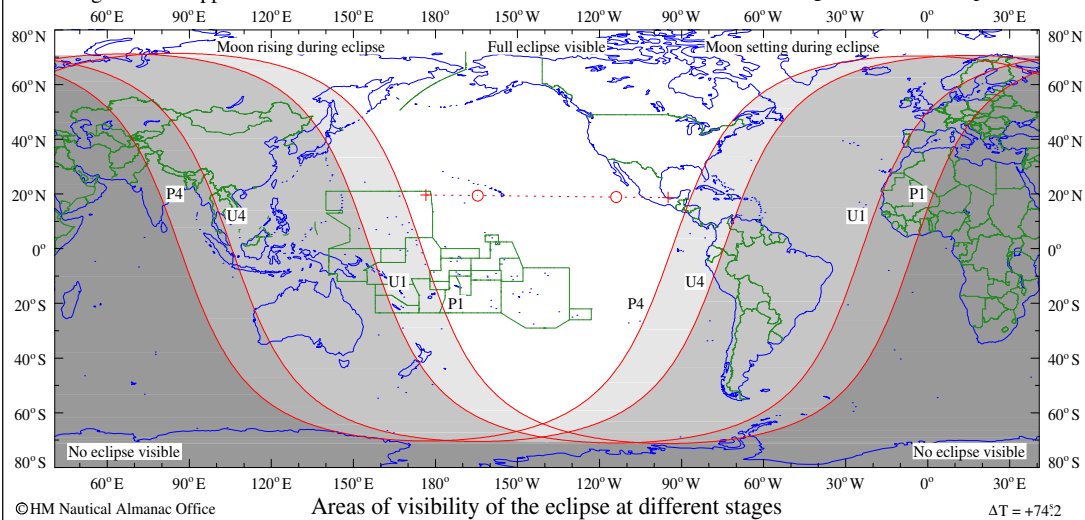 60° E 90° E 120° E 150° E 180° 150° W 120° W 90° W 60° W 30° W 0° 30° E
80° N Moon rising during eclipse Full eclipse visible Moon setting during eclipse 80° N
60° N 60° N
40° N 40° N
20° N P4 P1 20° N
U4 U1
0° 0°
U1 U4
20° S P1 P4 20° S
40° S 40° S
60° S 60° S
No eclipse visible No eclipse visible
80° S 80° S
60° E 90° E 120° E 150° E 180° 150° W 120° W 90° W 60° W 30° W 0° 30° E
© HM Nautical Almanac Office Areas of visibility of the eclipse at different stages ΔT = +74ˢ.2